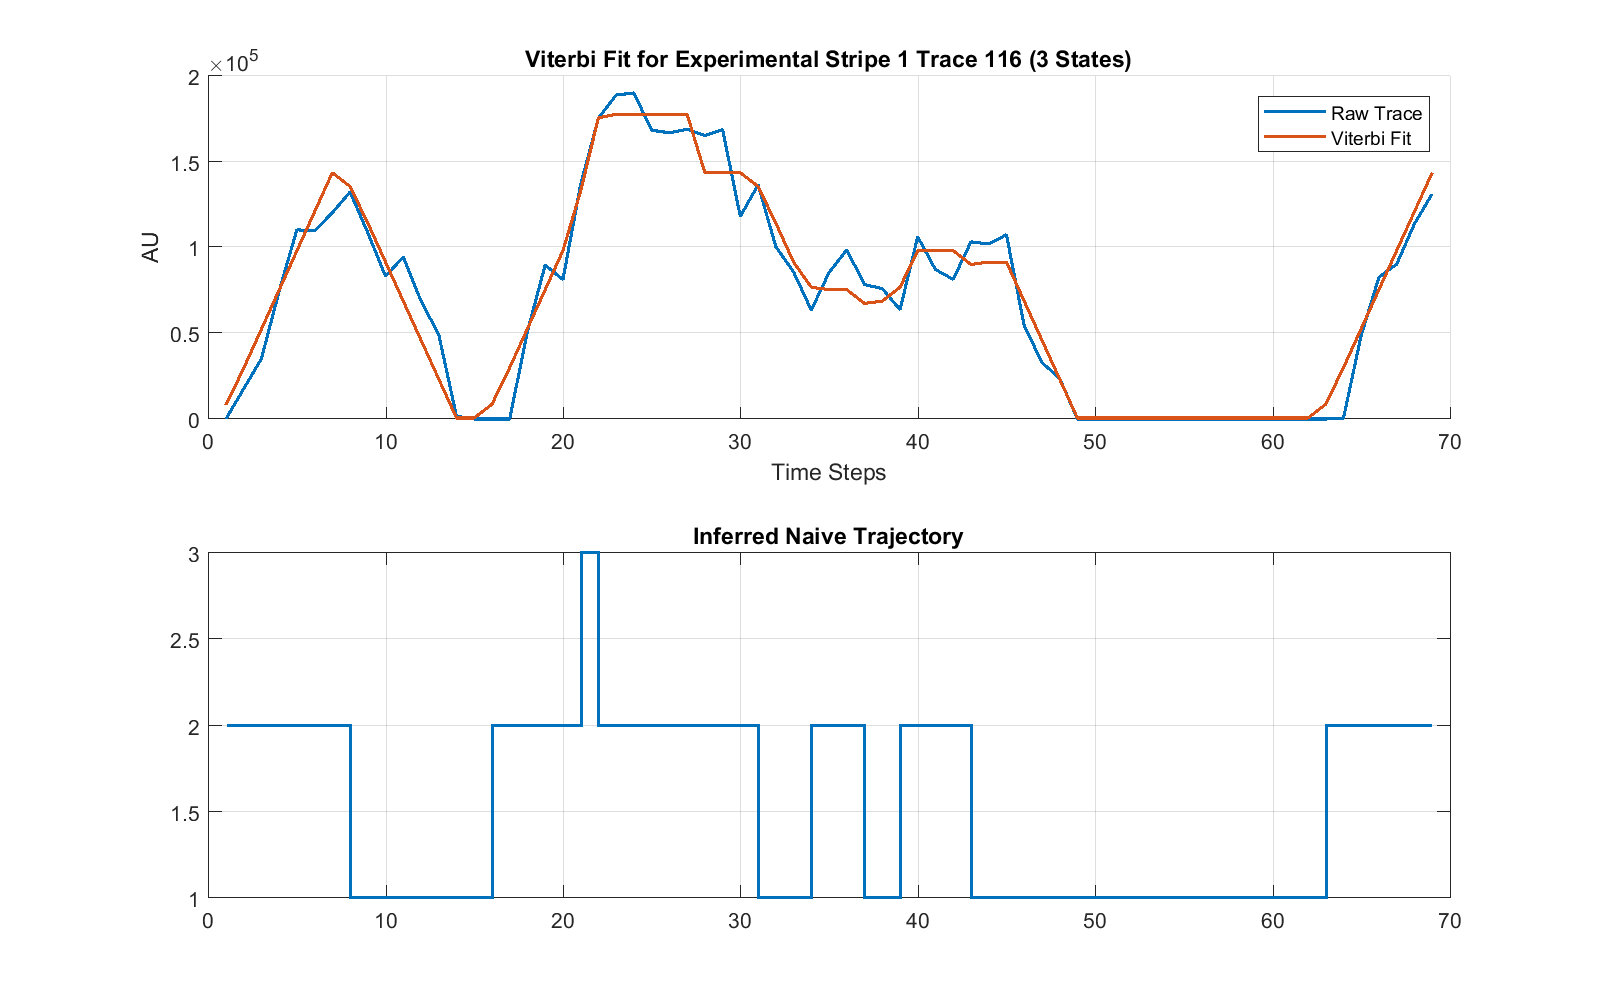 Viterbi Fit for Experimental Stripe 1 Trace 116 (3 States)
×10^5
2
1.5
1
0.5
0
AU
Raw Trace
Viterbi Fit
0 10 20 30 40 50 60 70
Time Steps
Inferred Naive Trajectory
3
2.5
2
1.5
1
0 10 20 30 40 50 60 70